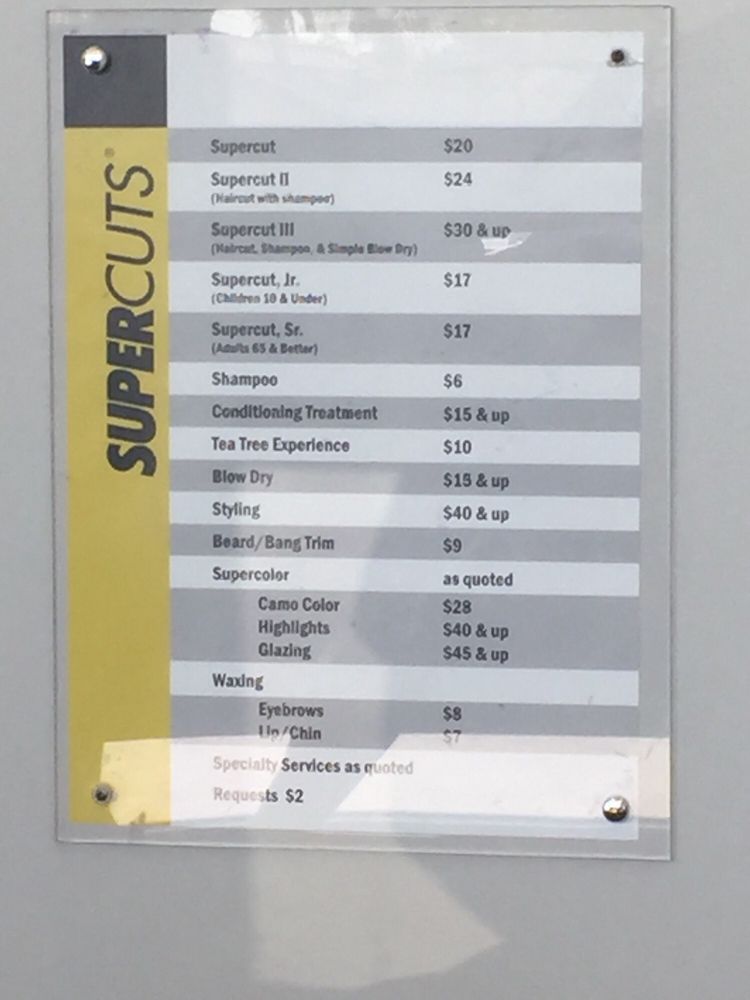 SUPERCUTS®
Supercut $20
Supercut II $24
(Haircut with shampoo)
Supercut III $30 & up
(Haircut, Shampoo, & Simple Blow Dry)
Supercut, Jr. $17
(Children 10 & Under)
Supercut, Sr. $17
(Adults 65 & Better)
Shampoo $6
Conditioning Treatment $15 & up
Tea Tree Experience $10
Blow Dry $15 & up
Styling $40 & up
Beard/Bang Trim $9
Supercolor as quoted
Camo Color $28
Highlights $40 & up
Glazing $45 & up
Waxing
Eyebrows $8
Lip/Chin $7
Specialty Services as quoted
Requests $2